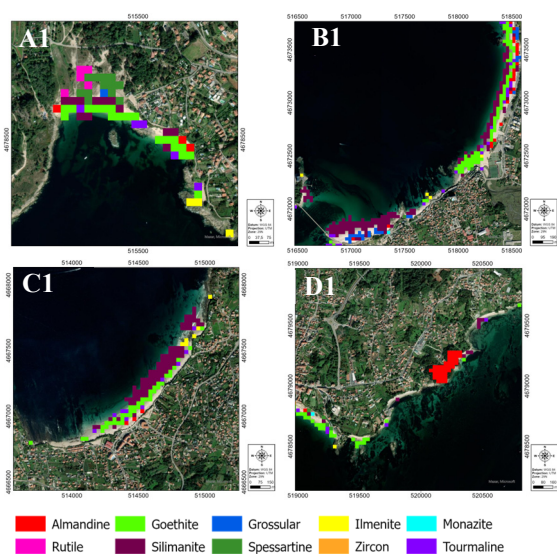 515500
A1
4678500
4678500
515500
516500 517000 517500 518000 518500
B1
4673500
4673000
4672500
4672000
4673500
4673000
4672500
4672000
516500 517000 517500 518000 518500
514000 514500 515000
C1
4668000
4667500
4667000
4666500
4668000
4667500
4667000
4666500
514000 514500 515000
519000 519500 520000 520500
D1
4679500
4679000
4678500
4679500
4679000
4678500
519000 519500 520000 520500
Almandine Goethite Grossular Ilmenite Monazite
Rutile Silimanite Spessartine Zircon Tourmaline